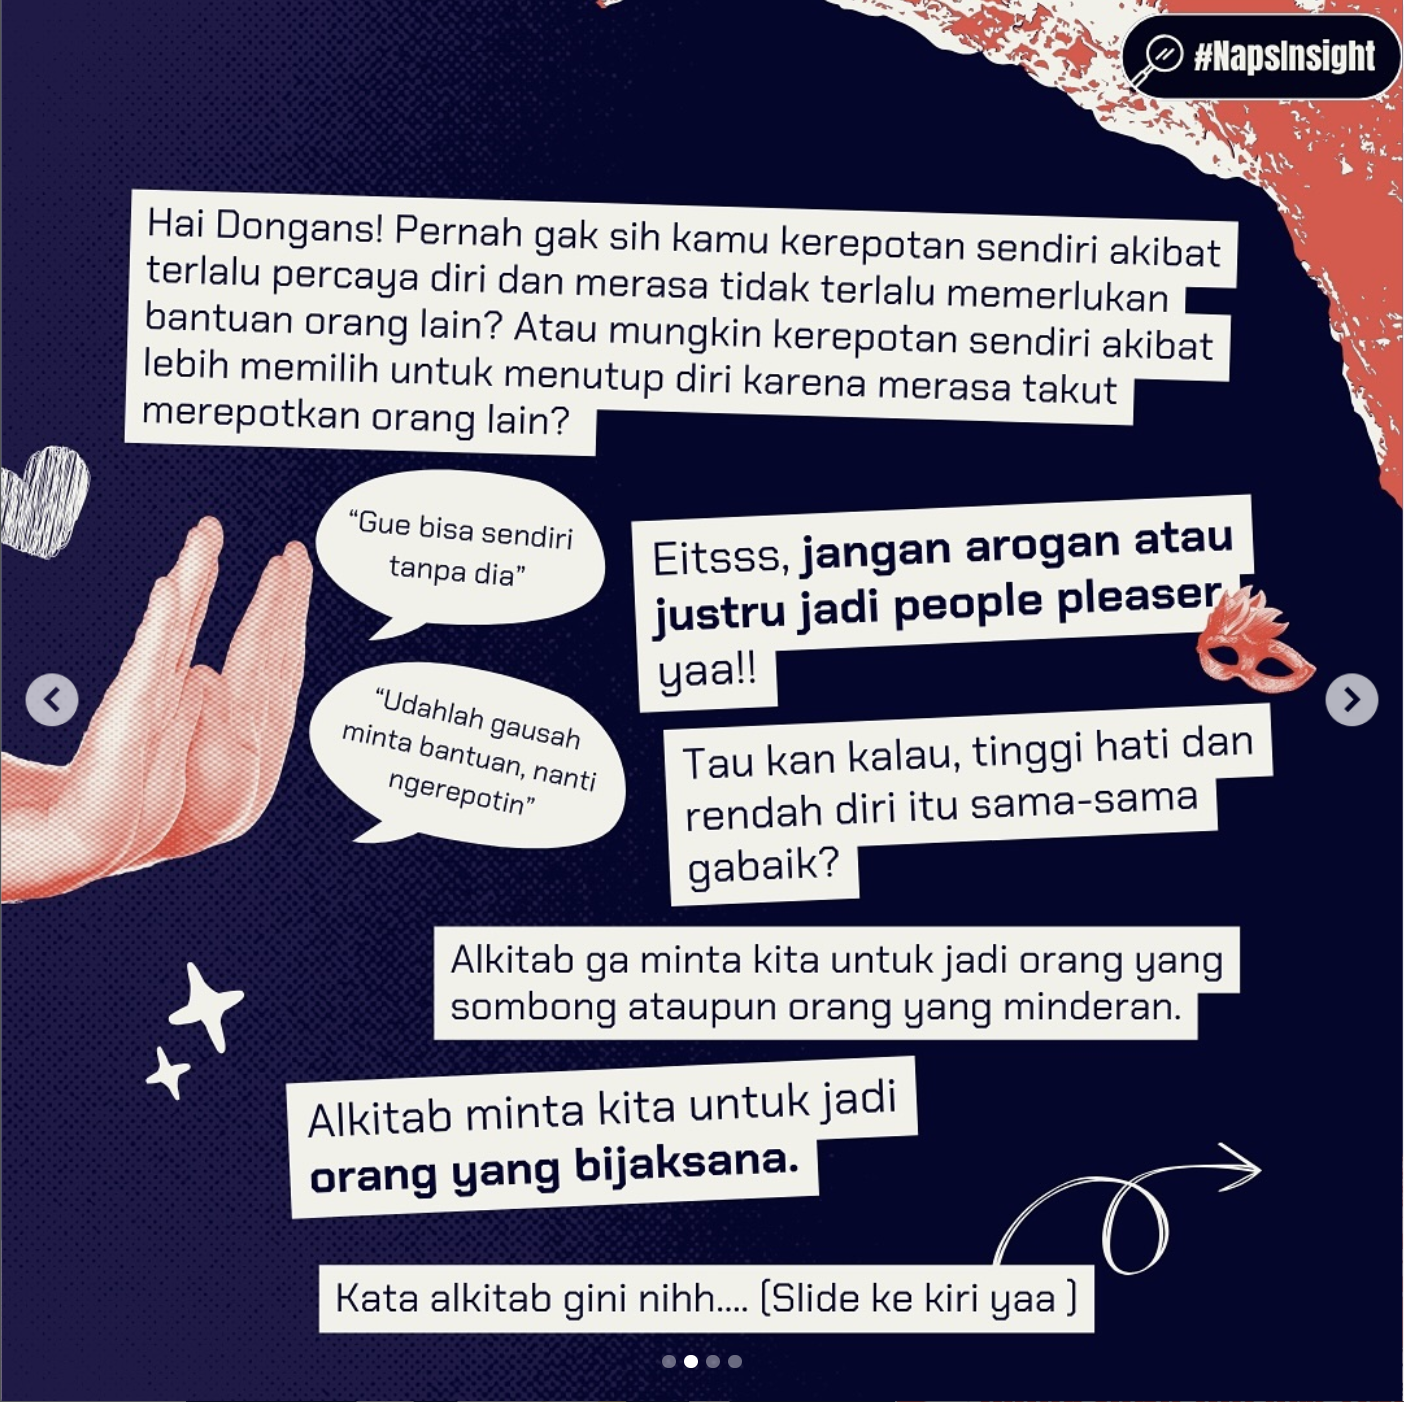 #NapsInsight
Hai Dongans! Pernah gak sih kamu kerepotan sendiri akibat
terlalu percaya diri dan merasa tidak terlalu memerlukan
bantuan orang lain? Atau mungkin kerepotan sendiri akibat
lebih memilih untuk menutup diri karena merasa takut
merepotkan orang lain?
“Gue bisa sendiri
tanpa dia”
“Udahlah gausah
minta bantuan, nanti
ngerepotin”
Eitsss, jangan arogan atau
justru jadi people pleaser
yaa!!
Tau kan kalau, tinggi hati dan
rendah diri itu sama-sama
gabaik?
Alkitab ga minta kita untuk jadi orang yang
sombong ataupun orang yang minderan.
Alkitab minta kita untuk jadi
orang yang bijaksana.
Kata alkitab gini nihh.... (Slide ke kiri yaa )